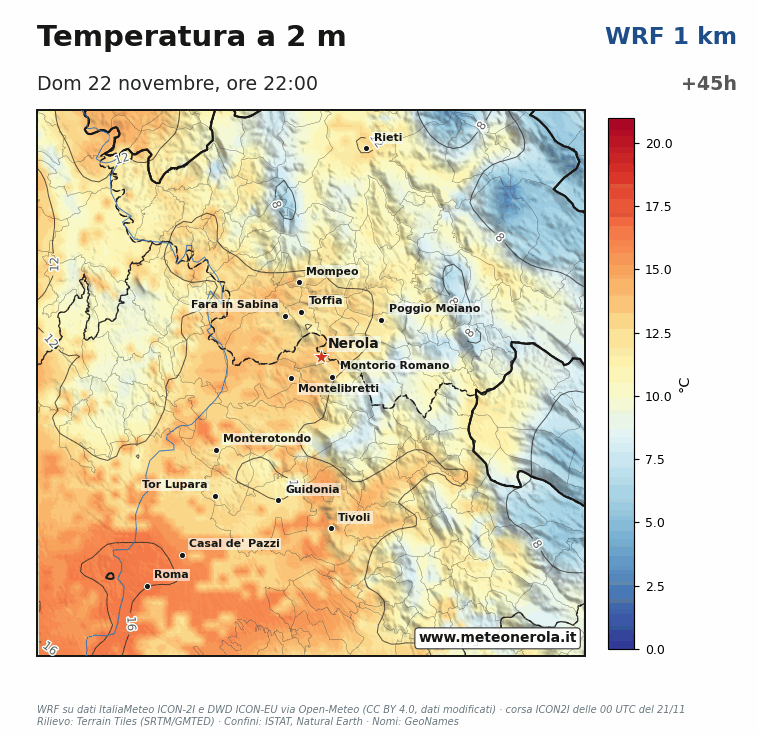 Temperatura a 2 m
WRF 1 km
Dom 22 novembre, ore 22:00
+45h
Rieti
Mompeo
Fara in Sabina
Toffia
Poggio Moiano
Nerola
Montorio Romano
Montelibretti
Monterotondo
Tor Lupara
Guidonia
Tivoli
Casal de' Pazzi
Roma
12
12
12
8
8
8
8
8
16
16
www.meteonerola.it
20.0
17.5
15.0
12.5
10.0
7.5
5.0
2.5
0.0
°C
WRF su dati ItaliaMeteo ICON-2I e DWD ICON-EU via Open-Meteo (CC BY 4.0, dati modificati) · corsa ICON2I delle 00 UTC del 21/11
Rilievo: Terrain Tiles (SRTM/GMTED) · Confini: ISTAT, Natural Earth · Nomi: GeoNames